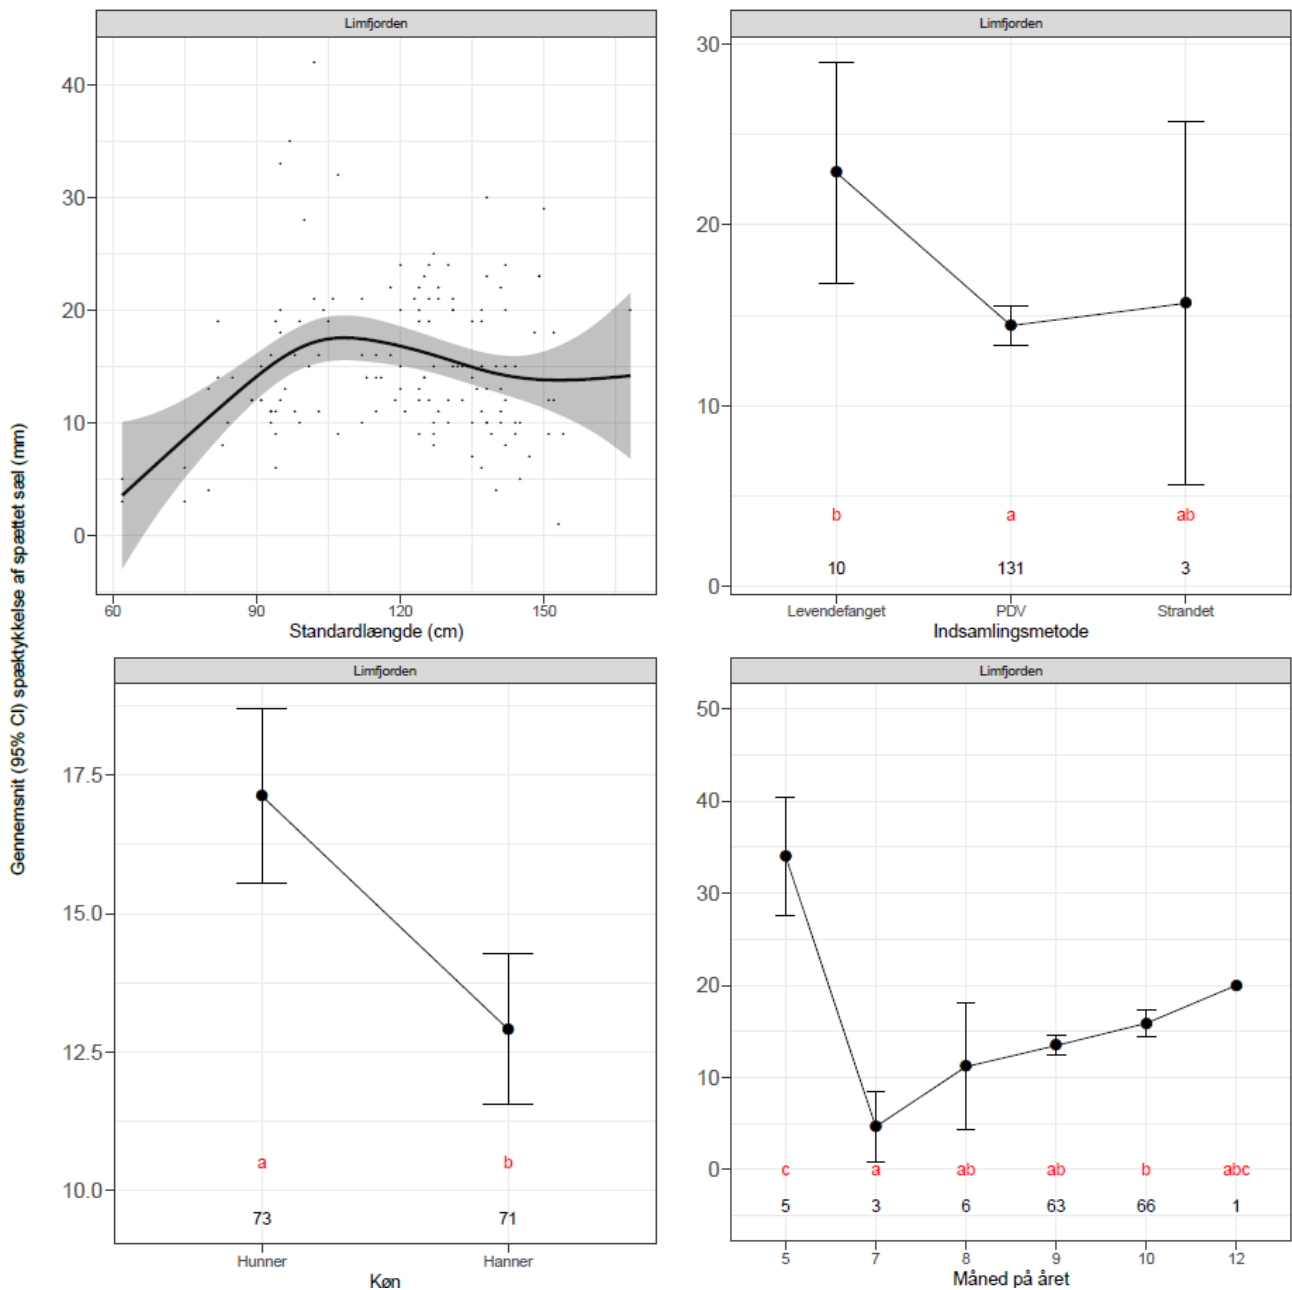 Gennemsnit (95% CI) spæktykkelse af spættet sæl (mm)
Limfjorden
40
30
20
10
0
60 90 120 150
Standardlængde (cm)
Limfjorden
30
20
10
0
b a ab
10 131 3
Levendefanget PDV Strandet
Indsamlingsmetode
Limfjorden
17.5
15.0
12.5
10.0
a b
73 71
Hunner Hanner
Køn
Limfjorden
50
40
30
20
10
0
c a ab ab b abc
5 3 6 63 66 1
5 7 8 9 10 12
Måned på året